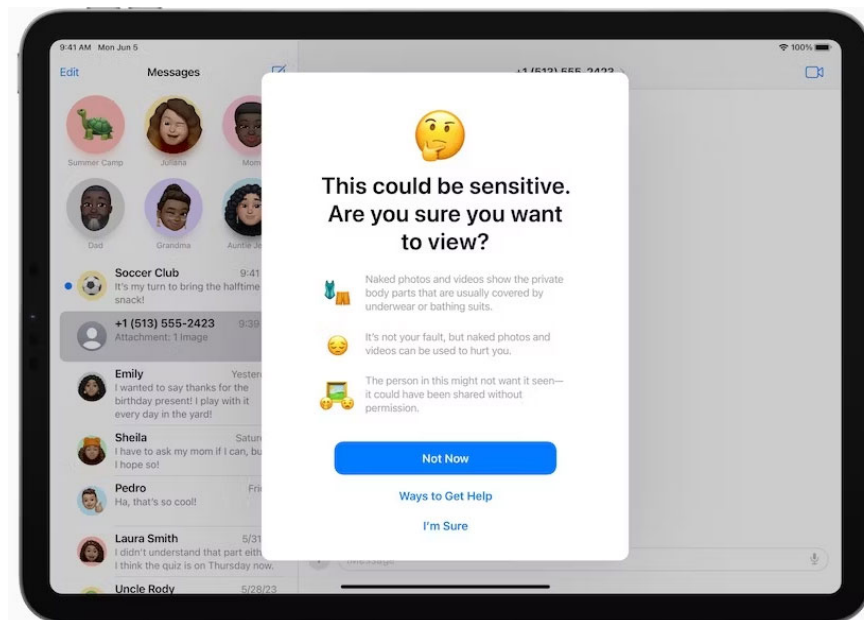 9:41 AM Mon Jun 5
100%
Edit
Messages
+1 (513) 555-2423
Summer Camp
Juliana
Mom
Dad
Grandma
Auntie
Soccer Club
9:41
It's my turn to bring the halftime
snack!
+1 (513) 555-2423
9:39
Attachment: 1 Image
Emily
I wanted to say thanks for the
birthday present! I play with it
every day in the yard!
Sheila
I have to ask my mom if I can, but
I hope so!
Pedro
Ha, that's so cool!
Laura Smith
5/31
I didn't understand that part
I think the quiz is on Thursday now.
Uncle Rody
5/28/23
This could be sensitive.
Are you sure you want
to view?
Naked photos and videos show the private
body parts that are usually covered by
underwear or bathing suits.
It's not your fault, but naked photos and
videos can be used to hurt you.
The person in this might not want it seen—
it could have been shared without
permission.
Not Now
Ways to Get Help
I'm Sure